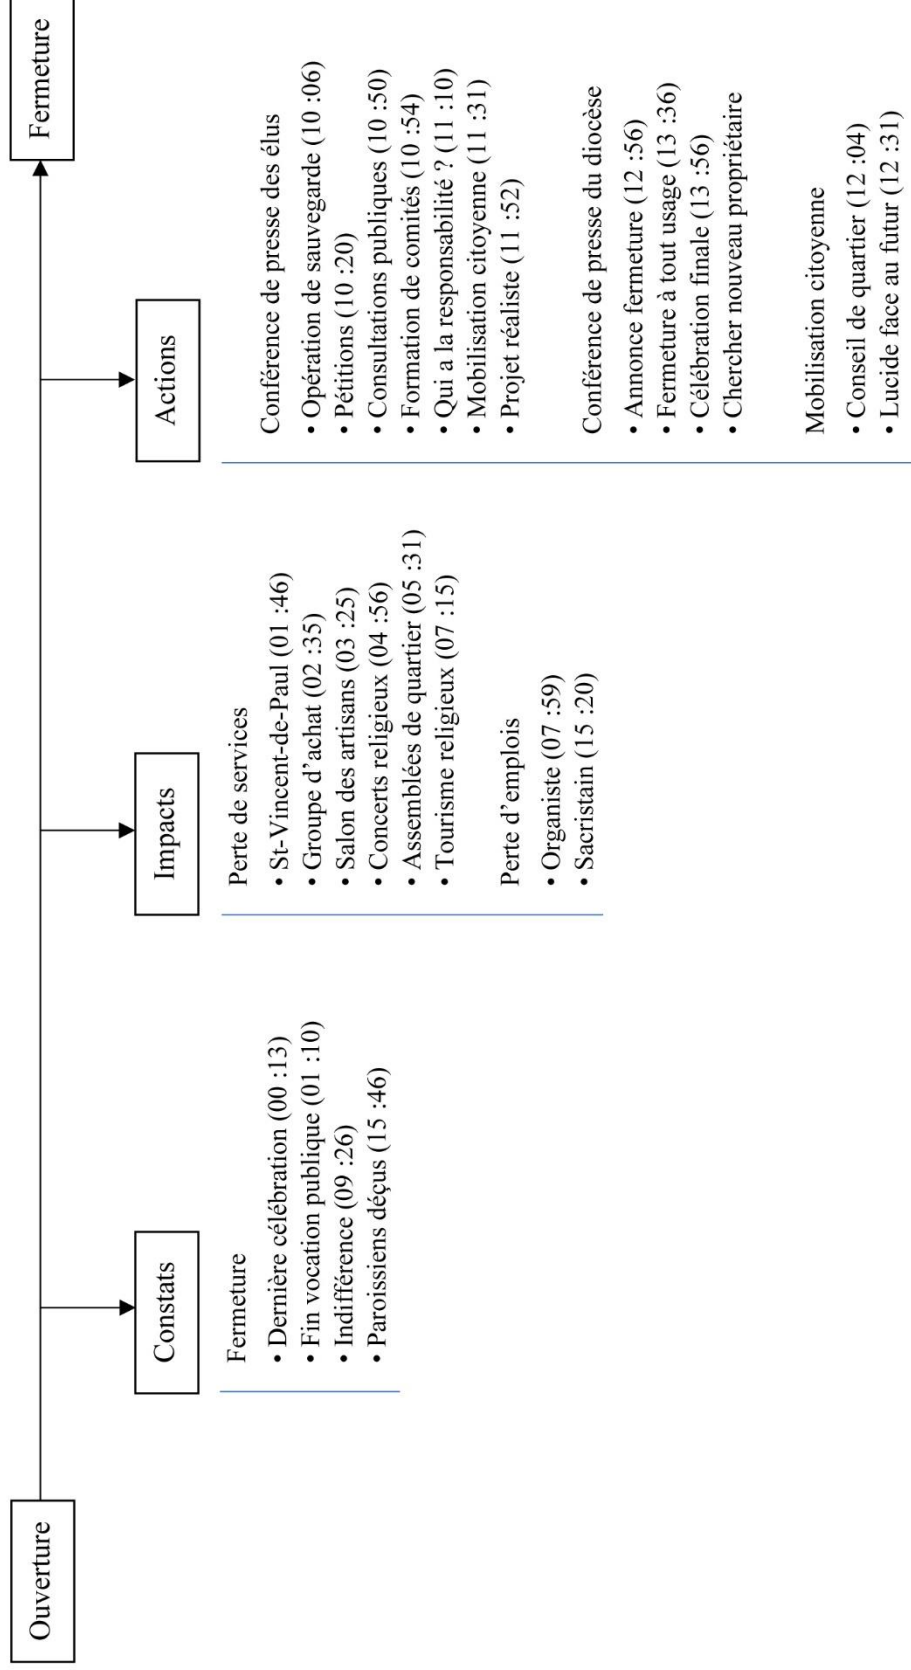 Ouverture
Fermeture
Constats
Fermeture
• Dernière célébration (00 :13)
• Fin vocation publique (01 :10)
• Indifférence (09 :26)
• Paroissiens déçus (15 :46)
Impacts
Perte de services
• St-Vincent-de-Paul (01 :46)
• Groupe d’achat (02 :35)
• Salon des artisans (03 :25)
• Concerts religieux (04 :56)
• Assemblées de quartier (05 :31)
• Tourisme religieux (07 :15)
Perte d’emplois
• Organiste (07 :59)
• Sacristain (15 :20)
Actions
Conférence de presse des élus
• Opération de sauvegarde (10 :06)
• Pétitions (10 :20)
• Consultations publiques (10 :50)
• Formation de comités (10 :54)
• Qui a la responsabilité ? (11 :10)
• Mobilisation citoyenne (11 :31)
• Projet réaliste (11 :52)
Conférence de presse du diocèse
• Annonce fermeture (12 :56)
• Fermeture à tout usage (13 :36)
• Célébration finale (13 :56)
• Chercher nouveau propriétaire
Mobilisation citoyenne
• Conseil de quartier (12 :04)
• Lucide face au futur (12 :31)